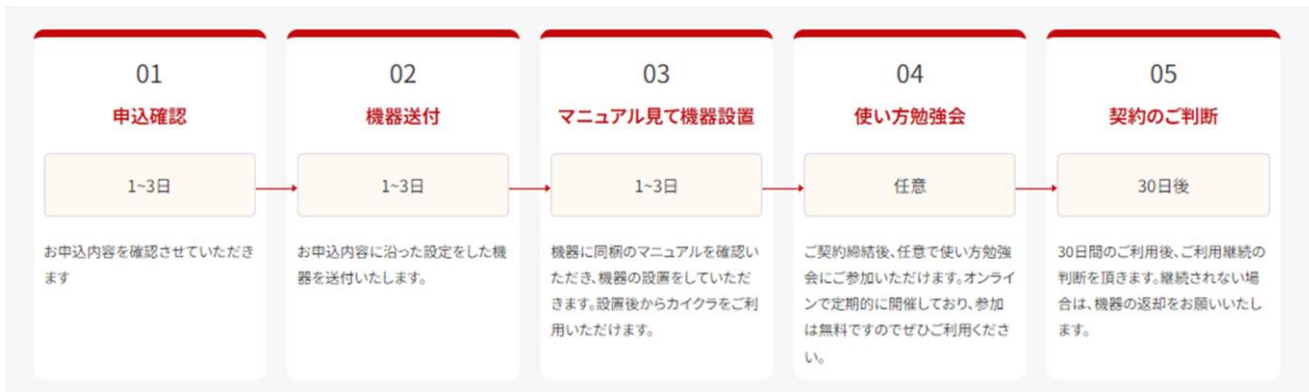 01
申込確認
1~3日
お申込内容を確認させていただき
ます
02
機器送付
1~3日
お申込内容に沿った設定をした機
器を送付いたします。
03
マニュアル見て機器設置
1~3日
機器に同梱のマニュアルを確認い
ただき、機器の設置をしていただ
きます。設置後からカイクラをご利
用いただけます。
04
使い方勉強会
任意
ご契約締結後、任意で使い方勉強
会にご参加いただけます。オンライ
ンで定期的に開催しており、参加
は無料ですのでぜひご利用くださ
い。
05
契約のご判断
30日後
30日間のご利用後、ご利用継続の
判断を頂きます。継続されない場
合は、機器の返却をお願いいたし
ます。